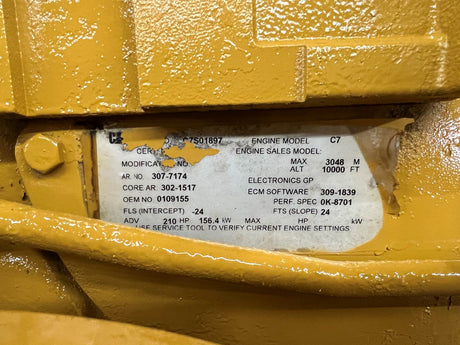 C7S01897 ENGINE MODEL C7
ENGINE SALES MODEL:
MAX 3048 M
ALT 10000 FT
AR. NO. 307-7174 ELECTRONICS GP
CORE AR. 302-1517 ECM SOFTWARE 309-1839
OEM NO 0109155 PERF. SPEC 0K-8701
FLS (INTERCEPT) -24 FTS (SLOPE) 24
ADV 210 HP 156.4 kW MAX HP kW
USE SERVICE TOOL TO VERIFY CURRENT ENGINE SETTINGS